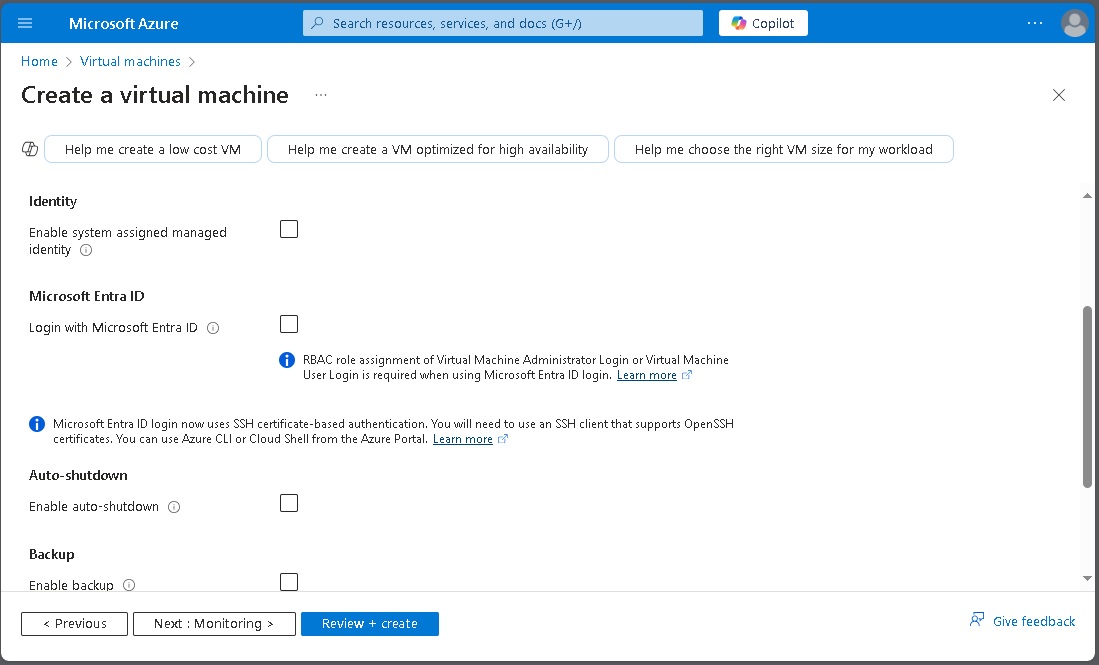 Microsoft Azure
Search resources, services, and docs (G+/)
Copilot
Home > Virtual machines >
Create a virtual machine ...
Help me create a low cost VM
Help me create a VM optimized for high availability
Help me choose the right VM size for my workload
Identity
Enable system assigned managed
identity
Microsoft Entra ID
Login with Microsoft Entra ID
RBAC role assignment of Virtual Machine Administrator Login or Virtual Machine
User Login is required when using Microsoft Entra ID login. Learn more
Microsoft Entra ID login now uses SSH certificate-based authentication. You will need to use an SSH client that supports OpenSSH
certificates. You can use Azure CLI or Cloud Shell from the Azure Portal. Learn more
Auto-shutdown
Enable auto-shutdown
Backup
Enable backup
< Previous
Next : Monitoring >
Review + create
Give feedback